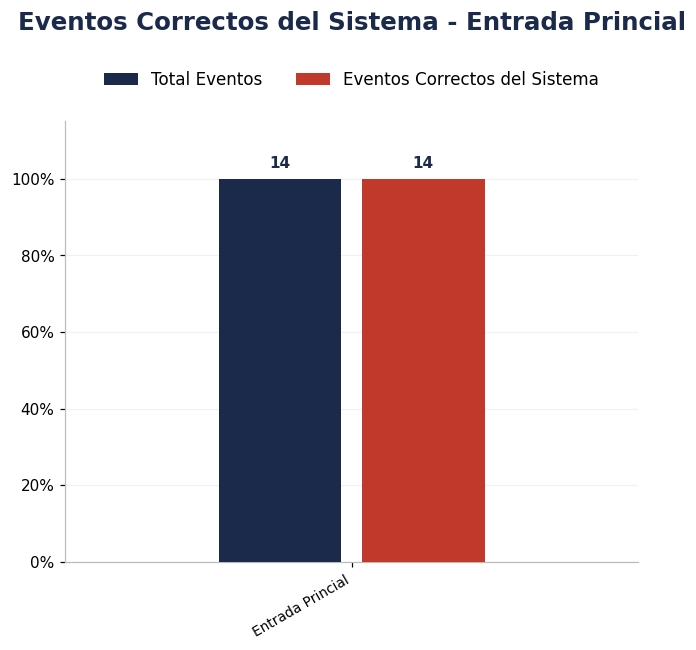 Eventos Correctos del Sistema - Entrada Princial
Total Eventos
Eventos Correctos del Sistema
14
14
100%
80%
60%
40%
20%
0%
Entrada Princial